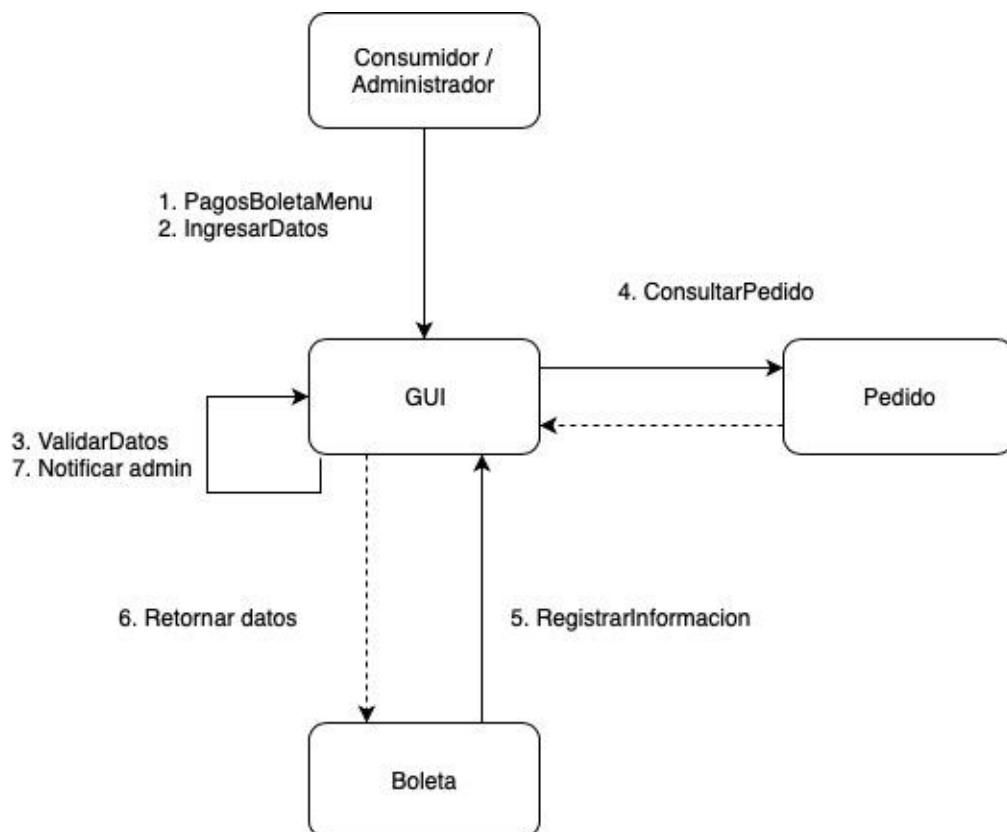 Consumidor /
Administrador
1. PagosBoletaMenu
2. IngresarDatos
4. ConsultarPedido
GUI
Pedido
3. ValidarDatos
7. Notificar admin
6. Retornar datos
5. RegistrarInformacion
Boleta